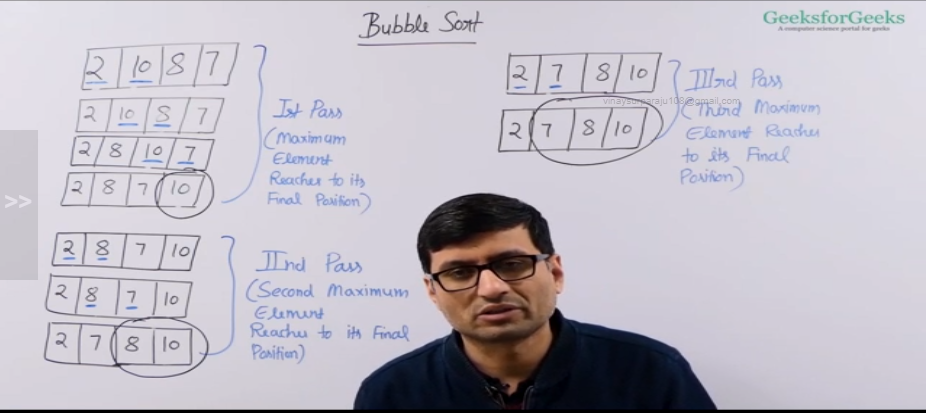 Bubble Sort
GeeksforGeeks
A computer science portal for geeks
>>
2 10 8 7
2 10 8 7
2 8 10 7
2 8 7 10
Ist Pass
(Maximum
Element
Reaches to its
Final Position)
2 8 7 10
2 8 7 10
2 7 8 10
IInd Pass
(Second Maximum
Element
Reaches to its Final
Position)
2 7 8 10
2 7 8 10
IIIrd Pass
(Third Maximum
Element Reaches
to its Final
Position)